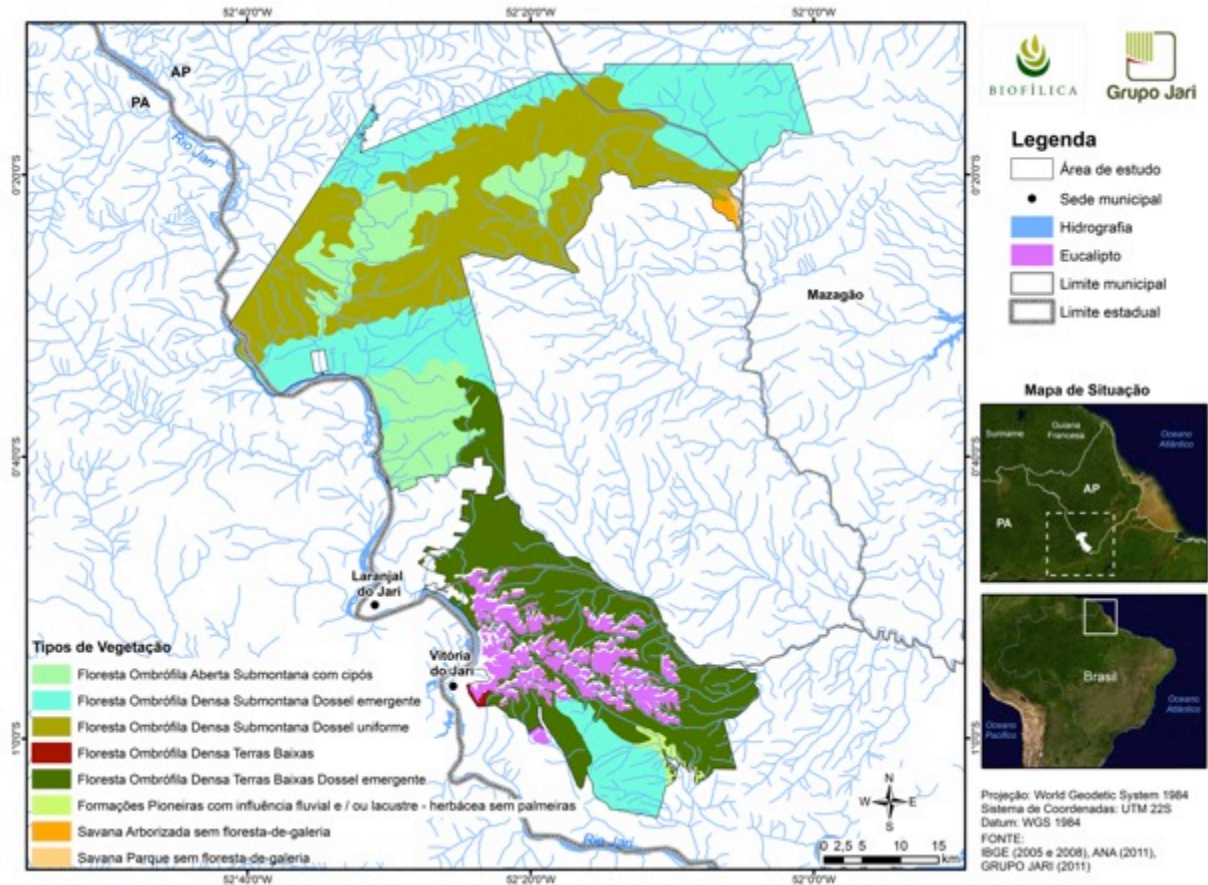 52°40'0"W
52°20'0"W
52°0'0"W
AP
PA
Rio Jari
0°20'0"S
0°20'0"S
Mazagão
0°40'0"S
0°40'0"S
Laranjal
do Jari
Vitória
do Jari
1°0'0"S
1°0'0"S
Rio Jari
Tipos de Vegetação
Floresta Ombrófila Aberta Submontana com cipós
Floresta Ombrófila Densa Submontana Dossel emergente
Floresta Ombrófila Densa Submontana Dossel uniforme
Floresta Ombrófila Densa Terras Baixas
Floresta Ombrófila Densa Terras Baixas Dossel emergente
Formações Pioneiras com influência fluvial e / ou lacustre - herbácea sem palmeiras
Savana Arborizada sem floresta-de-galeria
Savana Parque sem floresta-de-galeria
N
W E
S
0 2,5 5 10 15
km
52°40'0"W
52°20'0"W
52°0'0"W
BIOFÍLICA
Grupo Jari
Legenda
Área de estudo
Sede municipal
Hidrografia
Eucalipto
Limite municipal
Limite estadual
Mapa de Situação
Suriname
Guiana
Francesa
Oceano
Atlântico
AP
PA
Brasil
Oceano
Atlântico
Oceano
Pacífico
Projeção: World Geodetic System 1984
Sistema de Coordenadas: UTM 22S
Datum: WGS 1984
FONTE:
IBGE (2005 e 2008), ANA (2011),
GRUPO JARI (2011)